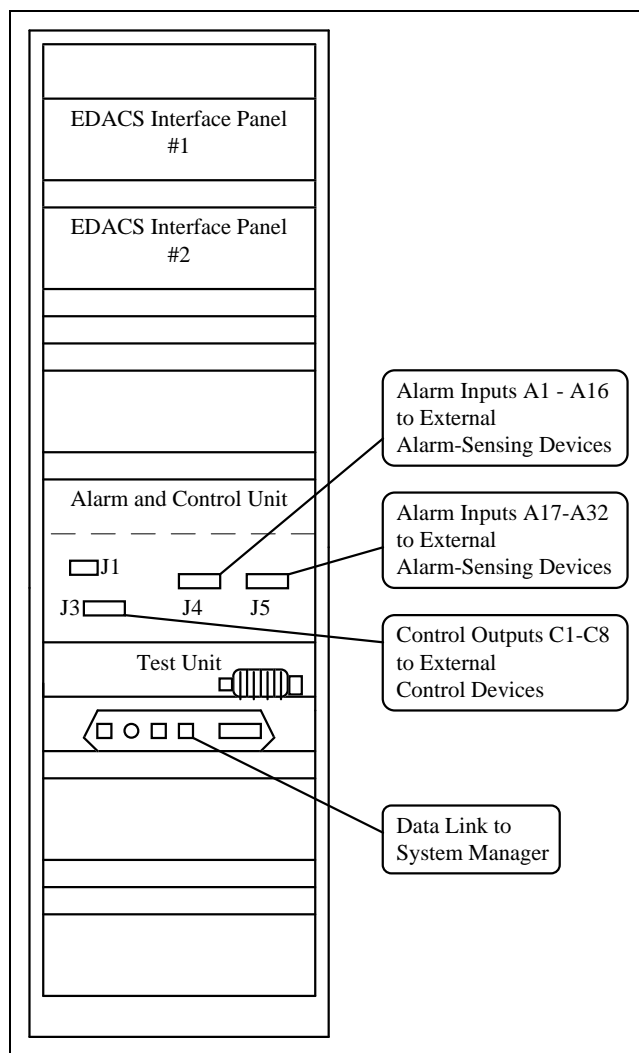 EDACS Interface Panel
#1
EDACS Interface Panel
#2
Alarm Inputs A1 - A16
to External
Alarm-Sensing Devices
Alarm and Control Unit
Alarm Inputs A17-A32
to External
Alarm-Sensing Devices
J1
J3
J4
J5
Control Outputs C1-C8
to External
Control Devices
Test Unit
Data Link to
System Manager